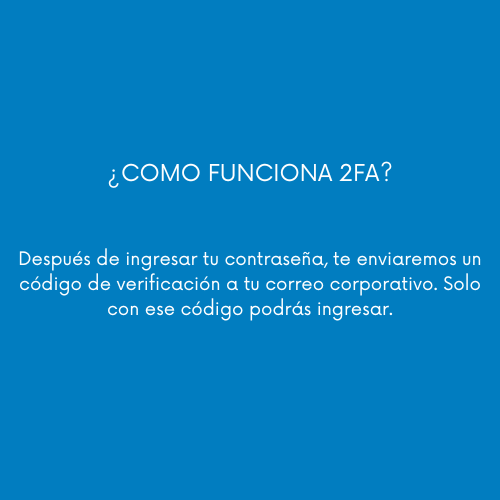 ¿COMO FUNCIONA 2FA?
Después de ingresar tu contraseña, te enviaremos un
código de verificación a tu correo corporativo. Solo
con ese código podrás ingresar.